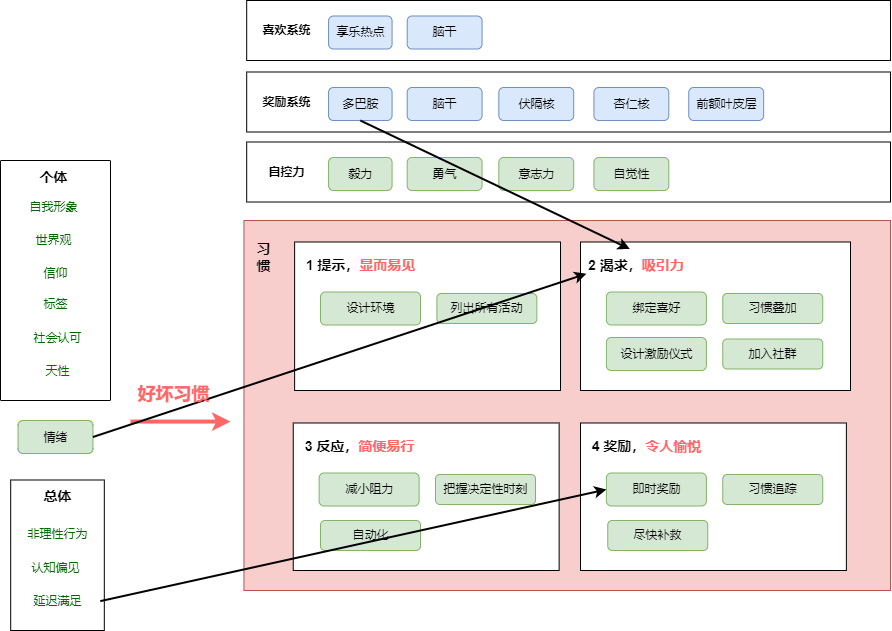 喜欢系统
享乐热点
脑干
奖励系统
多巴胺
脑干
伏隔核
杏仁核
前额叶皮层
自控力
毅力
勇气
意志力
自觉性
个体
自我形象
世界观
信仰
标签
社会认可
天性
情绪
总体
非理性行为
认知偏见
延迟满足
好坏习惯
习
惯
1 提示，显而易见
设计环境
列出所有活动
2 渴求，吸引力
绑定喜好
习惯叠加
设计激励仪式
加入社群
3 反应，简便易行
减小阻力
把握决定性时刻
自动化
4 奖励，令人愉悦
即时奖励
习惯追踪
尽快补救